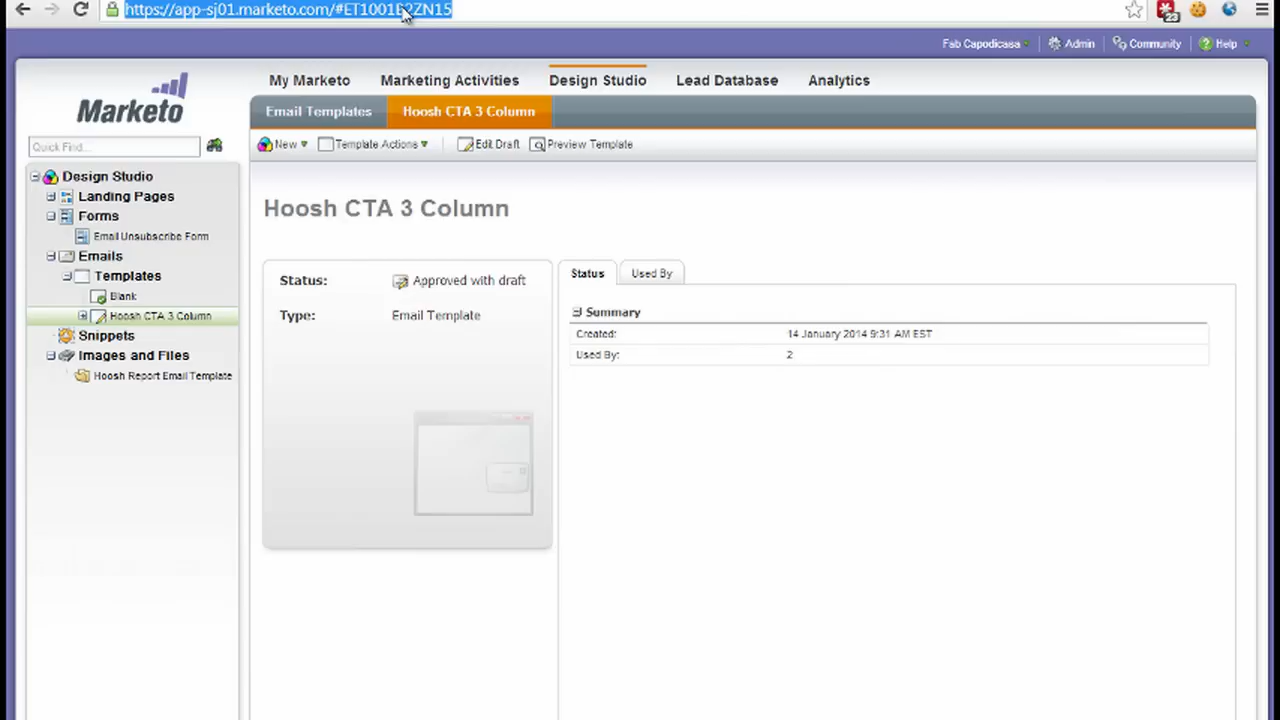 https://app-sj01.marketo.com/#ET1001B2ZN15
23
Fab Capodicasa Admin Community Help
Marketo
My Marketo Marketing Activities Design Studio Lead Database Analytics
Email Templates Hoosh CTA 3 Column
Quick Find...
New Template Actions Edit Draft Preview Template
Design Studio
Landing Pages
Forms
Email Unsubscribe Form
Emails
Templates
Blank
Hoosh CTA 3 Column
Snippets
Images and Files
Hoosh Report Email Template
Hoosh CTA 3 Column
Status: Approved with draft
Type: Email Template
Status Used By
Summary
Created: 14 January 2014 9:31 AM EST
Used By: 2